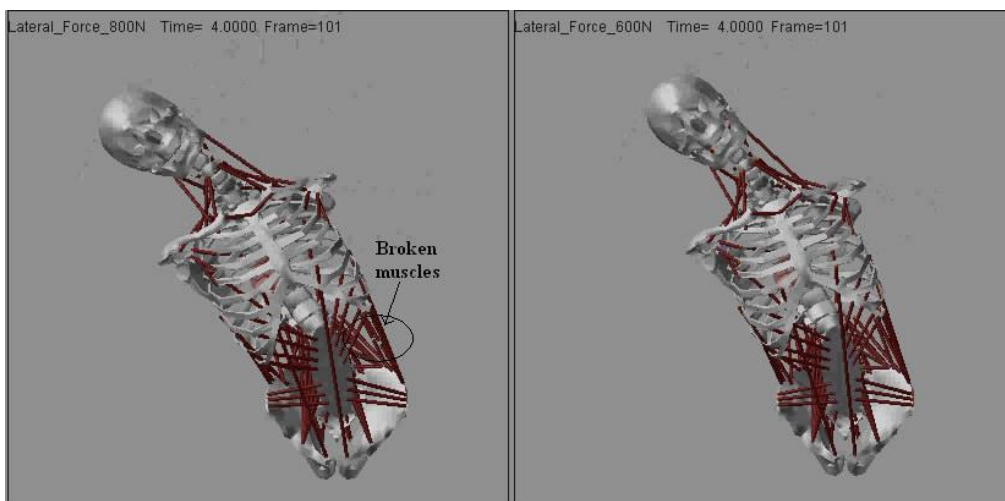 Lateral_Force_800N Time= 4.0000 Frame=101
Lateral_Force_600N Time= 4.0000 Frame=101
Broken
muscles